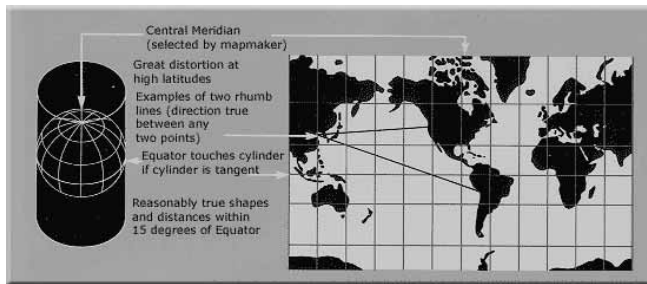 Central Meridian
(selected by mapmaker)
Great distortion at
high latitudes
Examples of two rhumb
lines (direction true
between any
two points)
Equator touches cylinder
if cylinder is tangent
Reasonably true shapes
and distances within
15 degrees of Equator